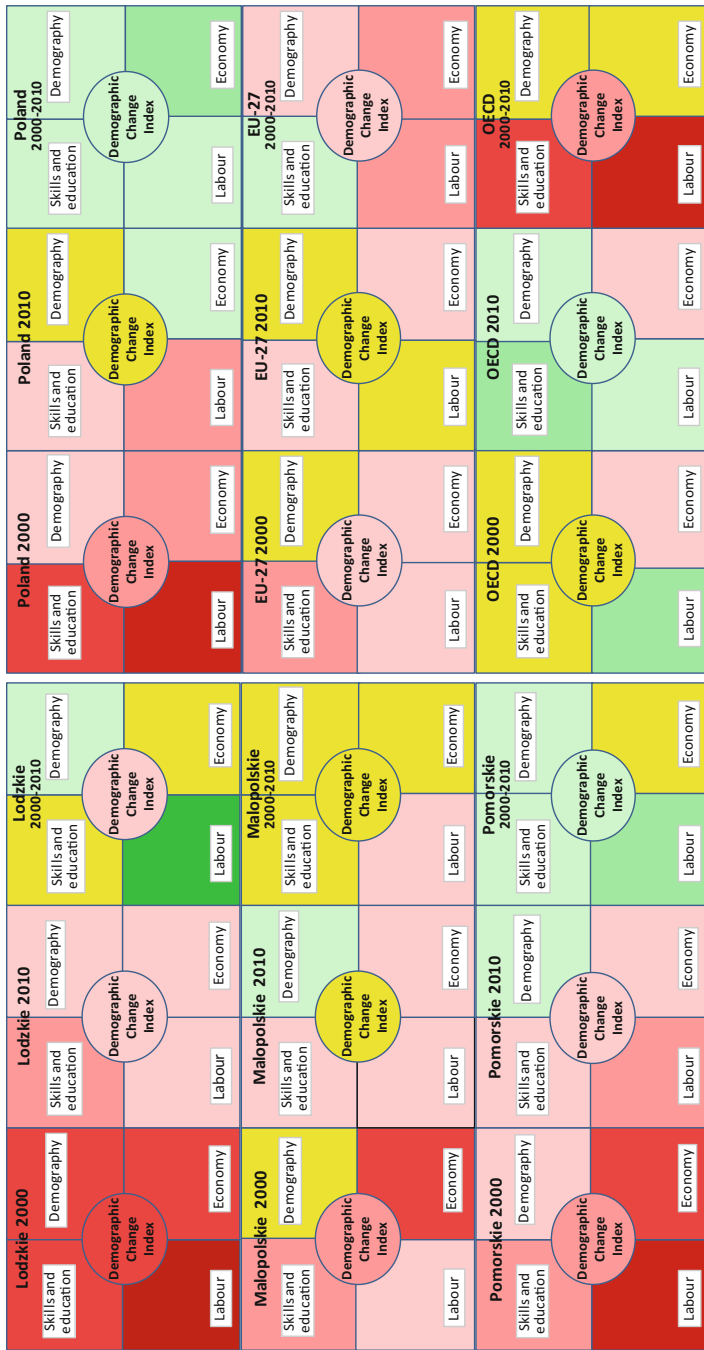 Lodzkie 2000
Skills and
education
Demography
Demographic
Change
Index
Labour
Economy
Lodzkie 2010
Skills and
education
Demography
Demographic
Change
Index
Labour
Economy
Lodzkie
2000-2010
Skills and
education
Demography
Demographic
Change
Index
Labour
Economy
Malopolskie 2000
Skills and
education
Demography
Demographic
Change
Index
Labour
Economy
Malopolskie 2010
Skills and
education
Demography
Demographic
Change
Index
Labour
Economy
Malopolskie
2000-2010
Skills and
education
Demography
Demographic
Change
Index
Labour
Economy
Pomorskie 2000
Skills and
education
Demography
Demographic
Change
Index
Labour
Economy
Pomorskie 2010
Skills and
education
Demography
Demographic
Change
Index
Labour
Economy
Pomorskie
2000-2010
Skills and
education
Demography
Demographic
Change
Index
Labour
Economy
Poland 2000
Skills and
education
Demography
Demographic
Change
Index
Labour
Economy
Poland 2010
Skills and
education
Demography
Demographic
Change
Index
Labour
Economy
Poland
2000-2010
Skills and
education
Demography
Demographic
Change
Index
Labour
Economy
EU-27 2000
Skills and
education
Demography
Demographic
Change
Index
Labour
Economy
EU-27 2010
Skills and
education
Demography
Demographic
Change
Index
Labour
Economy
EU-27
2000-2010
Skills and
education
Demography
Demographic
Change
Index
Labour
Economy
OECD 2000
Skills and
education
Demography
Demographic
Change
Index
Labour
Economy
OECD 2010
Skills and
education
Demography
Demographic
Change
Index
Labour
Economy
OECD
2000-2010
Skills and
education
Demography
Demographic
Change
Index
Labour
Economy